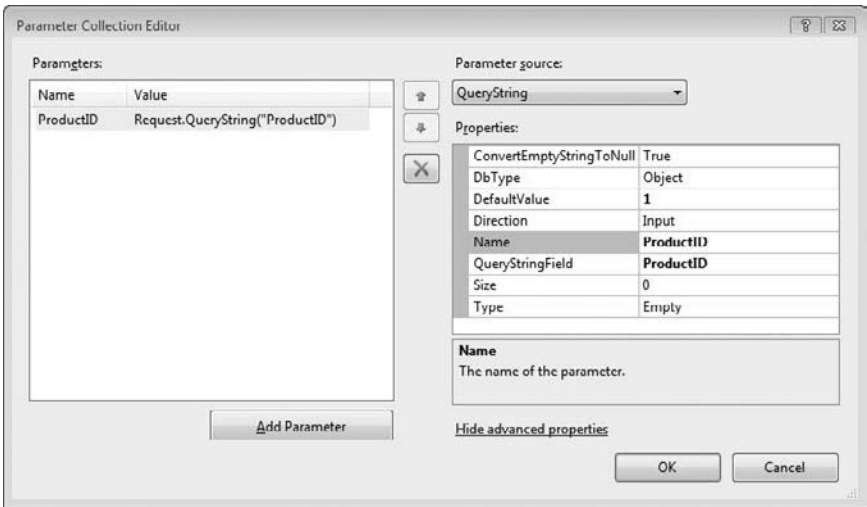 Parameter Collection Editor
Parameters:
Name Value
ProductID Request.QueryString("ProductID")
Add Parameter
Parameter source:
QueryString
Properties:
ConvertEmptyStringToNull True
DbType Object
DefaultValue 1
Direction Input
Name ProductID
QueryStringField ProductID
Size 0
Type Empty
Name
The name of the parameter.
Hide advanced properties
OK Cancel